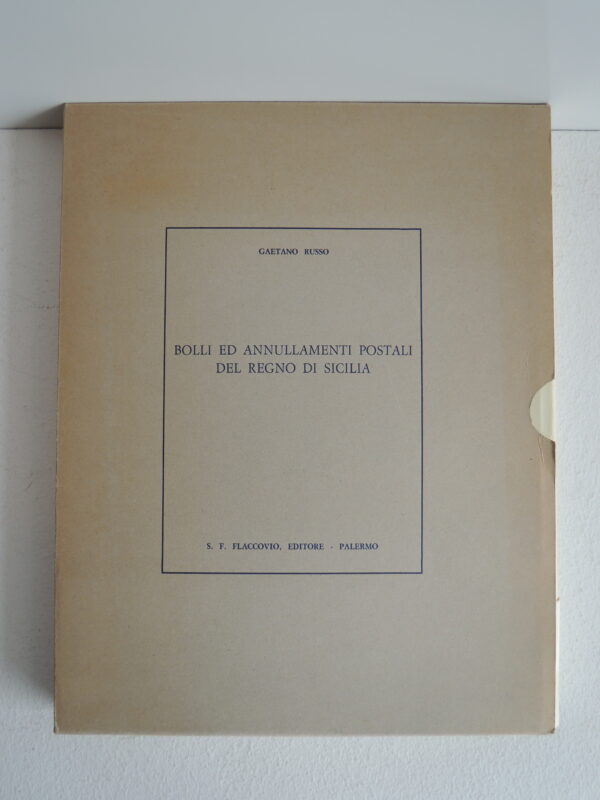 GAETANO RUSSO
BOLLI ED ANNULLAMENTI POSTALI
DEL REGNO DI SICILIA
S. F. FLACCOVIO, EDITORE - PALERMO